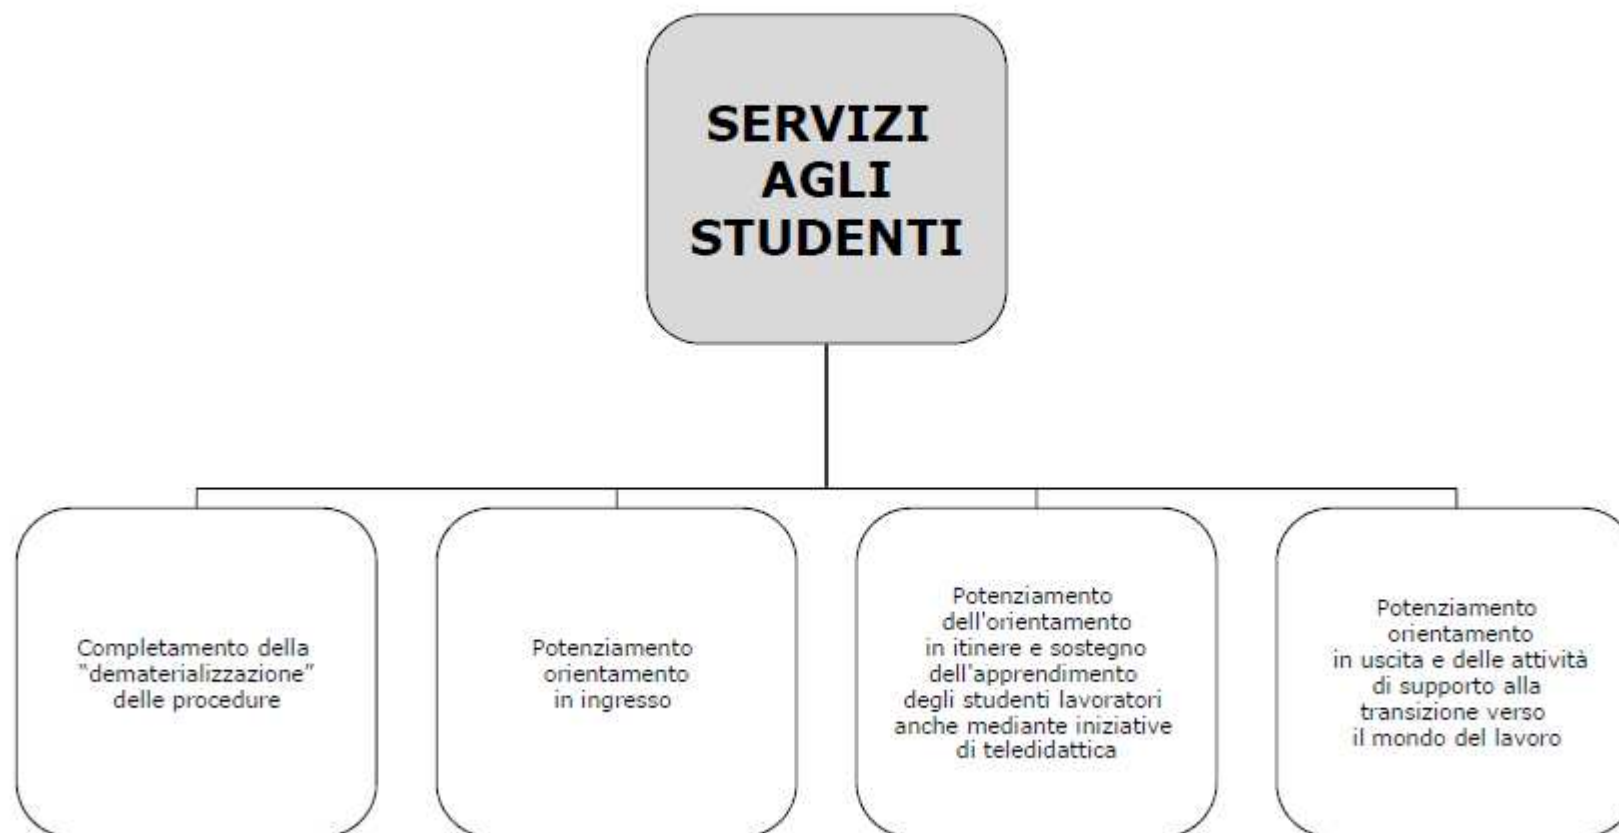 SERVIZI
AGLI
STUDENTI
Completamento della
"dematerializzazione"
delle procedure
Potenziamento
orientamento
in ingresso
Potenziamento
dell'orientamento
in itinere e sostegno
dell'apprendimento
degli studenti lavoratori
anche mediante iniziative
di teledidattica
Potenziamento
orientamento
in uscita e delle attività
di supporto alla
transizione verso
il mondo del lavoro